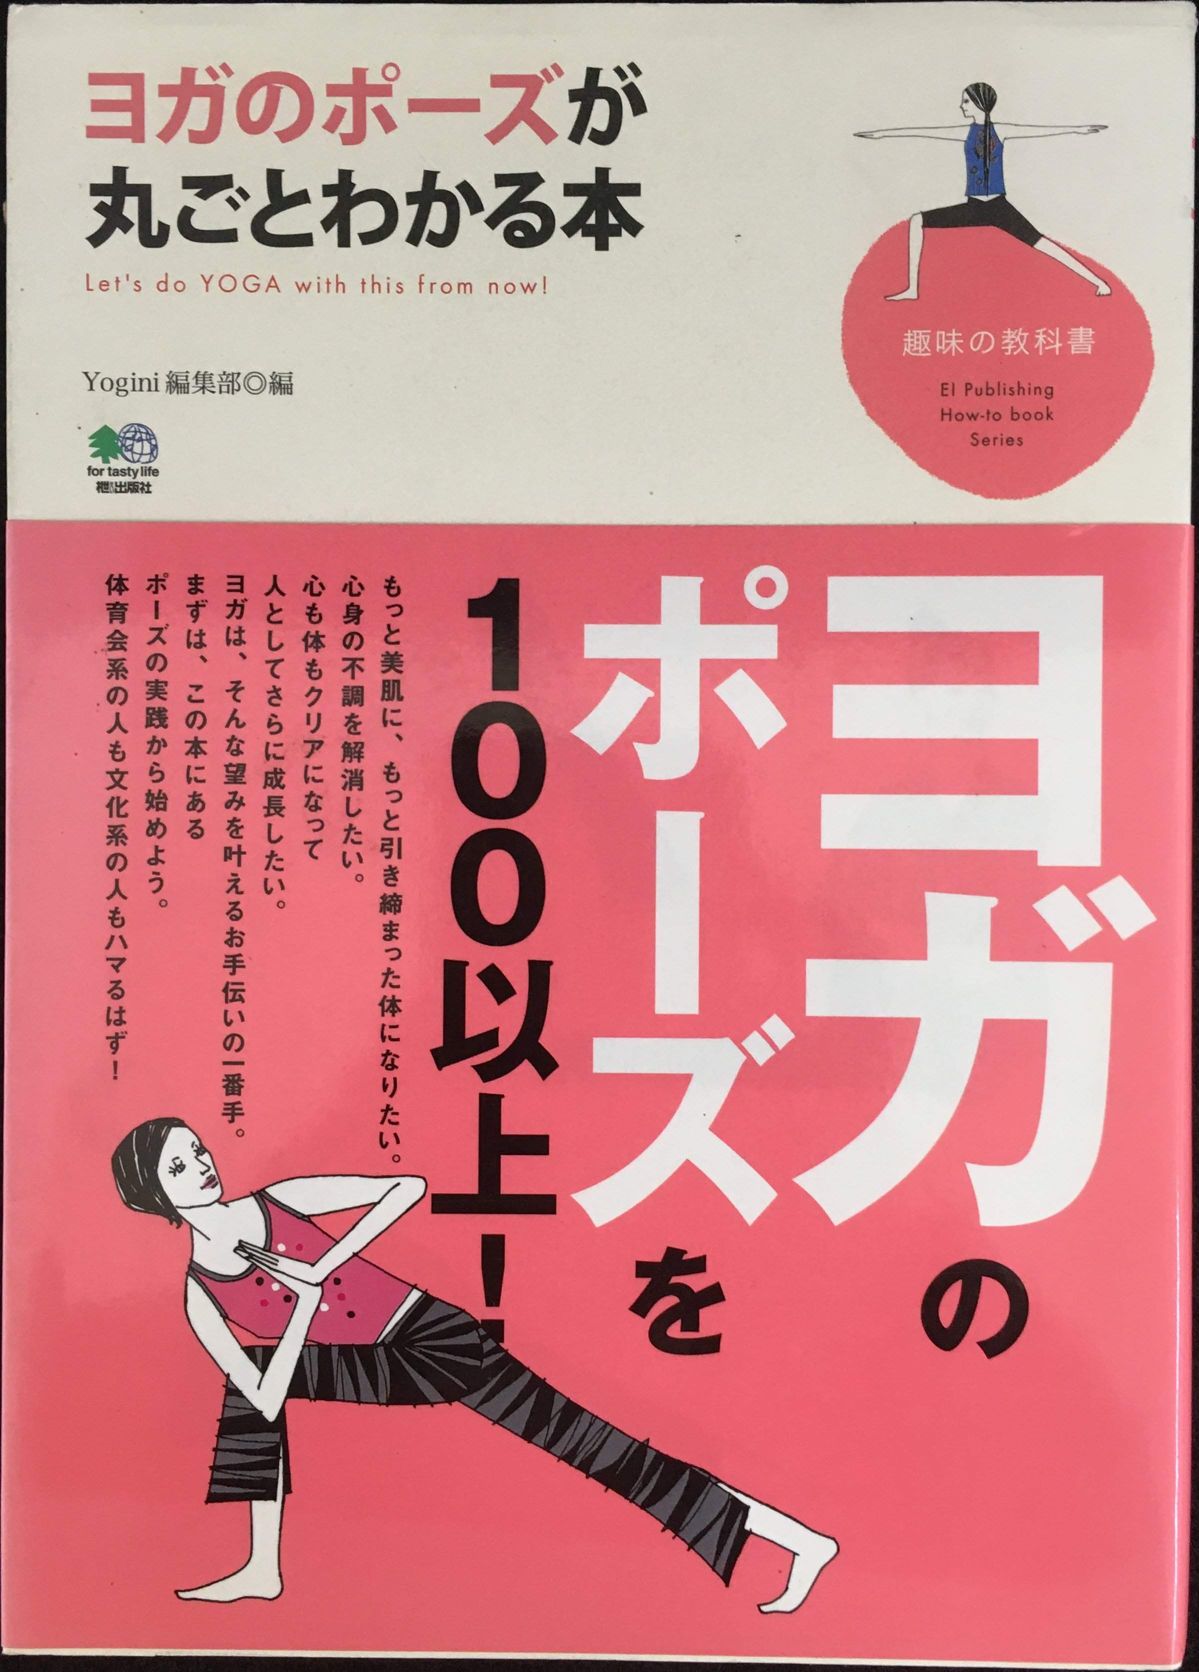 ヨガのポーズが
丸ごとわかる本
Let's do YOGA with this from now!
Yogini 編集部◎編
for tasty life
枻出版社
趣味の教科書
EI Publishing
How-to book
Series
ヨガの
ポーズを
100以上!
もっと美肌に、もっと引き締まった体になりたい。
心身の不調を解消したい。
心も体もクリアになって
人としてさらに成長したい。
ヨガは、そんな望みを叶えるお手伝いの一番手。
まずは、この本にある
ポーズの実践から始めよう。
体育会系の人も文化系の人もハマるはず!